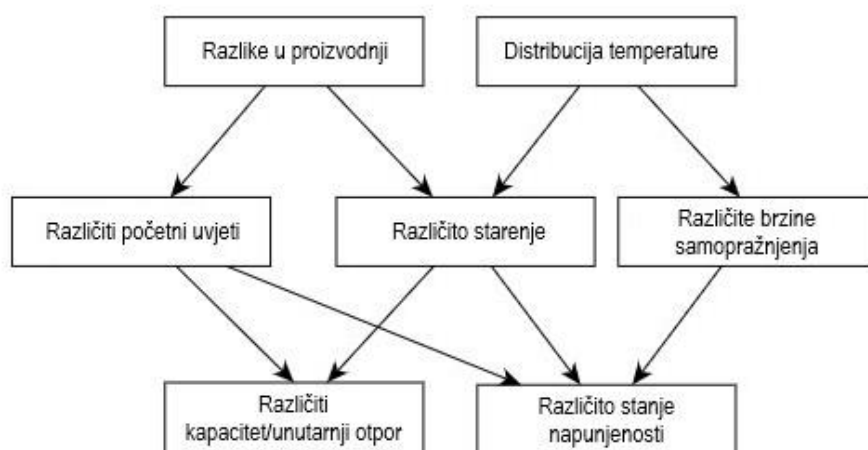 Razlike u proizvodnji
Distribucija temperature
Različiti početni uvjeti
Različito starenje
Različite brzine
samopražnjenja
Različiti
kapacitet/unutarnji otpor
Različito stanje
napunjenosti